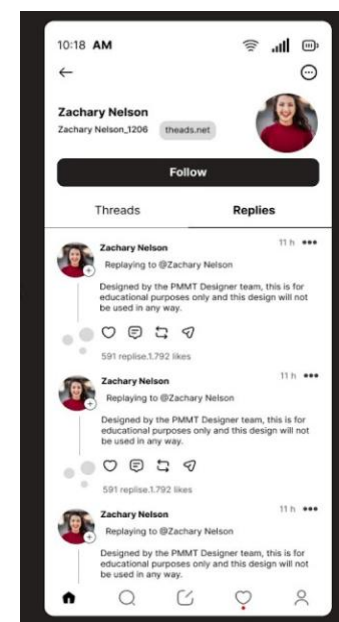 10:18 AM
Zachary Nelson
Zachary Nelson_1206 theads.net
Follow
Threads Replies
Zachary Nelson 11 h
Replaying to @Zachary Nelson
Designed by the PMMT Designer team, this is for
educational purposes only and this design will not
be used in any way.
591 replise.1.792 likes
Zachary Nelson 11 h
Replaying to @Zachary Nelson
Designed by the PMMT Designer team, this is for
educational purposes only and this design will not
be used in any way.
591 replise.1.792 likes
Zachary Nelson 11 h
Replaying to @Zachary Nelson
Designed by the PMMT Designer team, this is for
educational purposes only and this design will not
be used in any way.